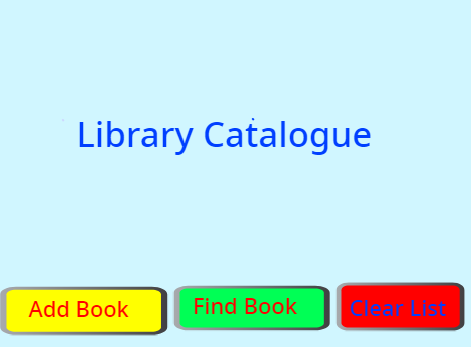 Library Catalogue
Add Book
Find Book
Clear List